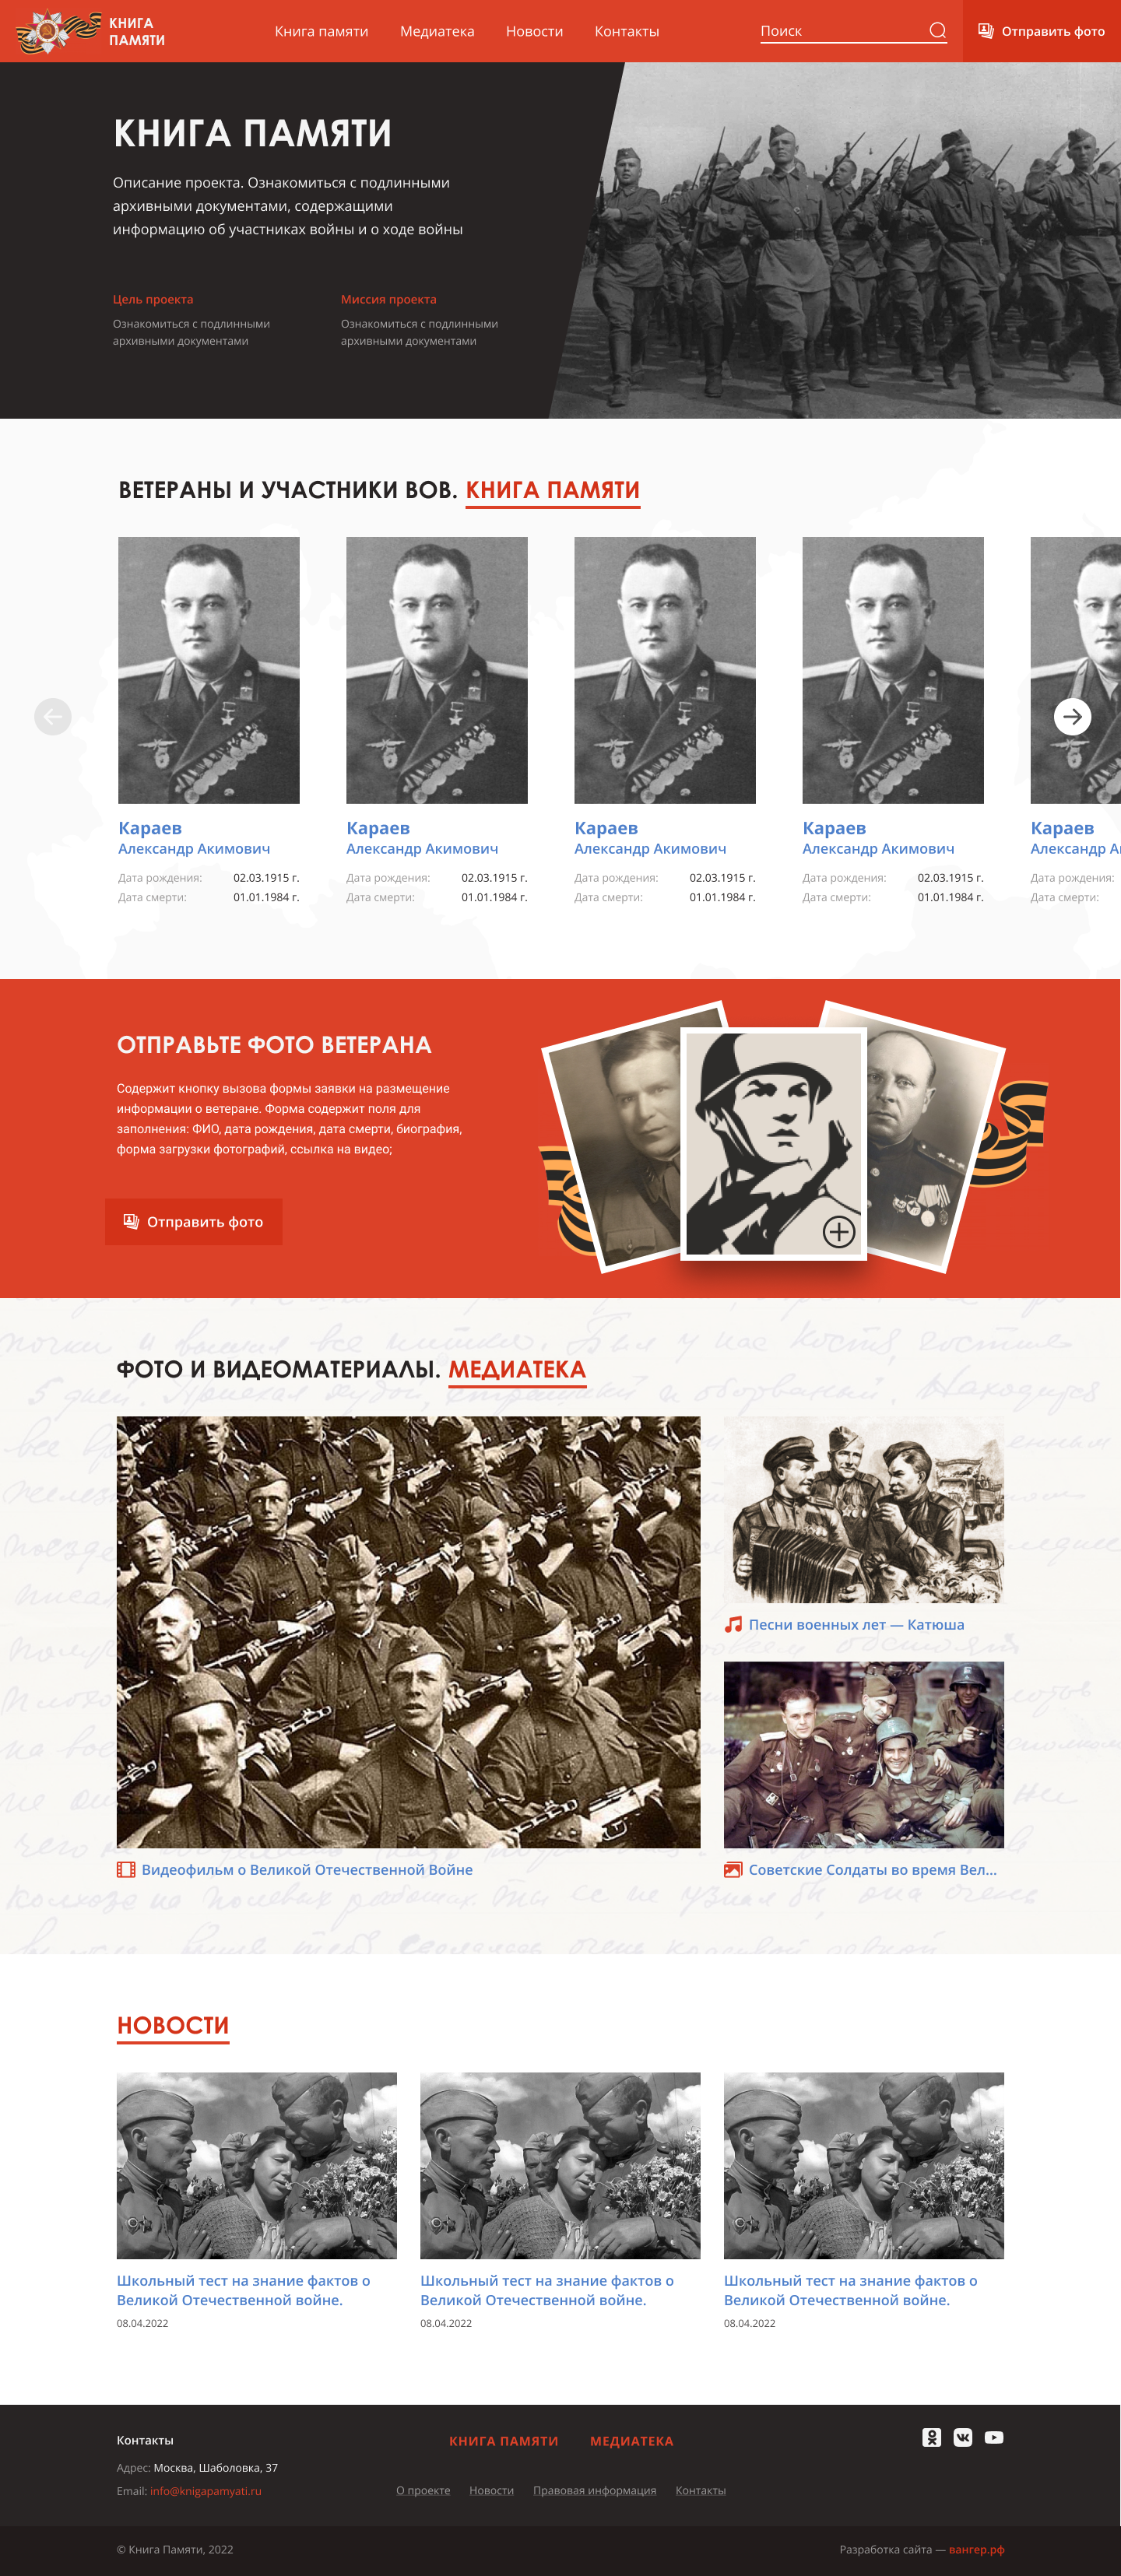 КНИГА
ПАМЯТИ
Книга памяти Медиатека Новости Контакты
Поиск
Отправить фото
КНИГА ПАМЯТИ
Описание проекта. Ознакомиться с подлинными
архивными документами, содержащими
информацию об участниках войны и о ходе войны
Цель проекта
Ознакомиться с подлинными
архивными документами
Миссия проекта
Ознакомиться с подлинными
архивными документами
ВЕТЕРАНЫ И УЧАСТНИКИ ВОВ. КНИГА ПАМЯТИ
Караев
Александр Акимович
Дата рождения: 02.03.1915 г.
Дата смерти: 01.01.1984 г.
Караев
Александр Акимович
Дата рождения: 02.03.1915 г.
Дата смерти: 01.01.1984 г.
Караев
Александр Акимович
Дата рождения: 02.03.1915 г.
Дата смерти: 01.01.1984 г.
Караев
Александр Акимович
Дата рождения: 02.03.1915 г.
Дата смерти: 01.01.1984 г.
Караев
Александр
Дата рождения:
Дата смерти:
ОТПРАВЬТЕ ФОТО ВЕТЕРАНА
Содержит кнопку вызова формы заявки на размещение
информации о ветеране. Форма содержит поля для
заполнения: ФИО, дата рождения, дата смерти, биография,
форма загрузки фотографий, ссылка на видео;
Отправить фото
ФОТО И ВИДЕОМАТЕРИАЛЫ. МЕДИАТЕКА
Песни военных лет — Катюша
Видеофильм о Великой Отечественной Войне
Советские Солдаты во время Вел...
НОВОСТИ
Школьный тест на знание фактов о
Великой Отечественной войне.
08.04.2022
Школьный тест на знание фактов о
Великой Отечественной войне.
08.04.2022
Школьный тест на знание фактов о
Великой Отечественной войне.
08.04.2022
Контакты
Адрес: Москва, Шаболовка, 37
Email: info@knigapamyati.ru
КНИГА ПАМЯТИ МЕДИАТЕКА
О проекте Новости Правовая информация Контакты
© Книга Памяти, 2022
Разработка сайта — вангер.рф